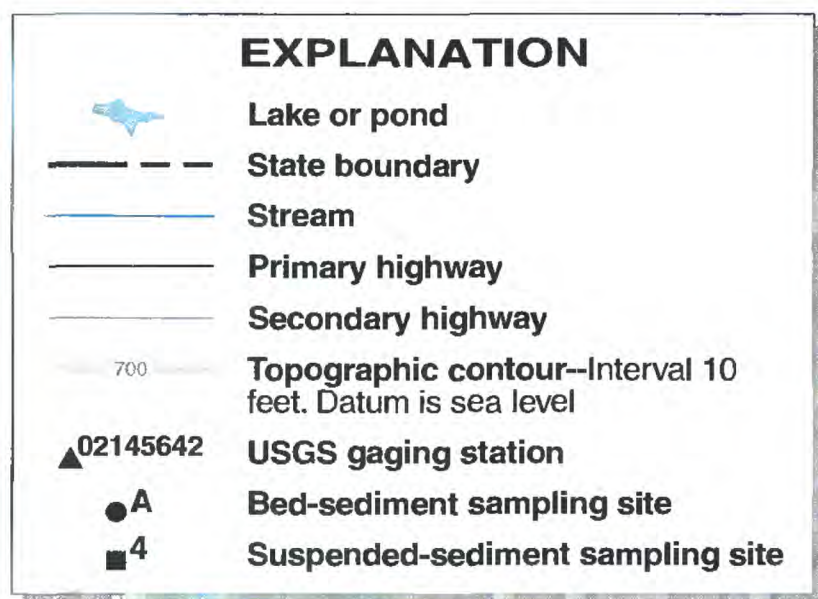 EXPLANATION
Lake or pond
State boundary
Stream
Primary highway
Secondary highway
700 Topographic contour--Interval 10
feet. Datum is sea level
02145642 USGS gaging station
A Bed-sediment sampling site
4 Suspended-sediment sampling site